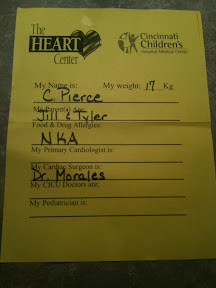 The
HEART
Center
Cincinnati
Children's
Hospital Medical Center
My Name is: My weight: 17 Kg
C. Pierce
My Parent(s) Are:
Jill & Tyler
Food & Drug Allergies:
NKA
My Primary Cardiologist is:
My Cardiac Surgeon is:
Dr. Morales
My CICU Doctors are:
My Pediatrician is: